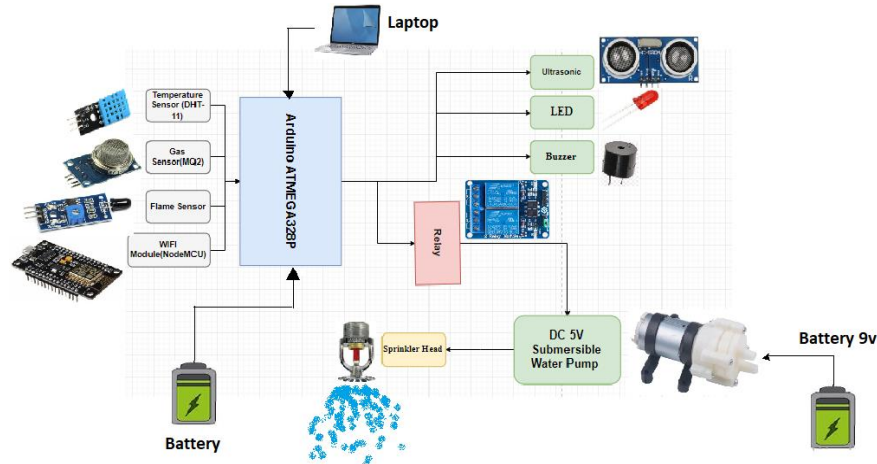 Laptop
Temperature
Sensor (DHT-
11)
Gas
Sensor(MQ2)
Flame Sensor
WIFI
Module(NodeMCU)
Arduino ATMEGA328P
Ultrasonic
LED
Buzzer
Relay
DC 5V
Submersible
Water Pump
Sprinkler Head
Battery 9v
Battery